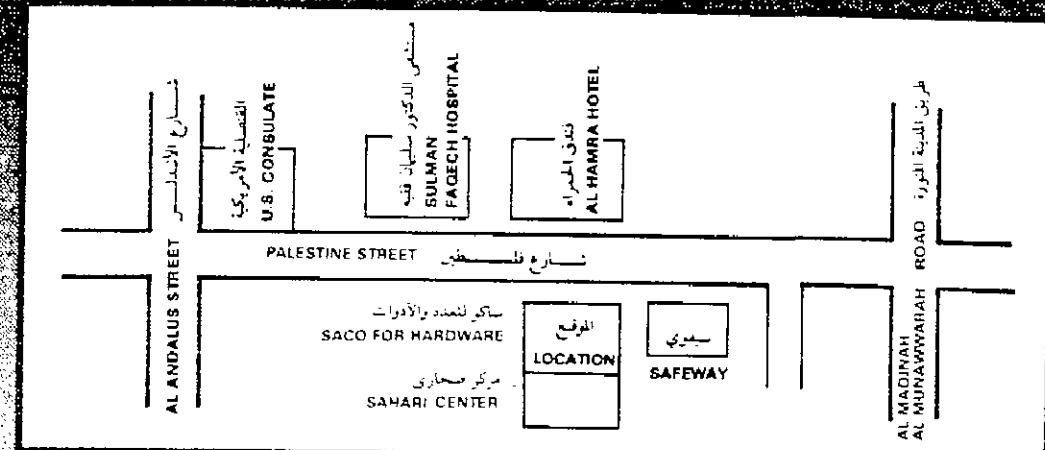 شارع الأندلس
AL ANDALUS STREET
القنصلية الأمريكية
U.S. CONSULATE
مستشفى الدكتور سليمان فقيه
SULMAN
FAQECH HOSPITAL
فندق الحمراء
AL HAMRA HOTEL
طريق المدينة المنورة
AL MADINAH
AL MUNAWWARAH ROAD
PALESTINE STREET شارع فلسطين
ساكو للعدد والأدوات
SACO FOR HARDWARE
الموقع
LOCATION
سيفوي
SAFEWAY
مركز صحارى
SAHARI CENTER